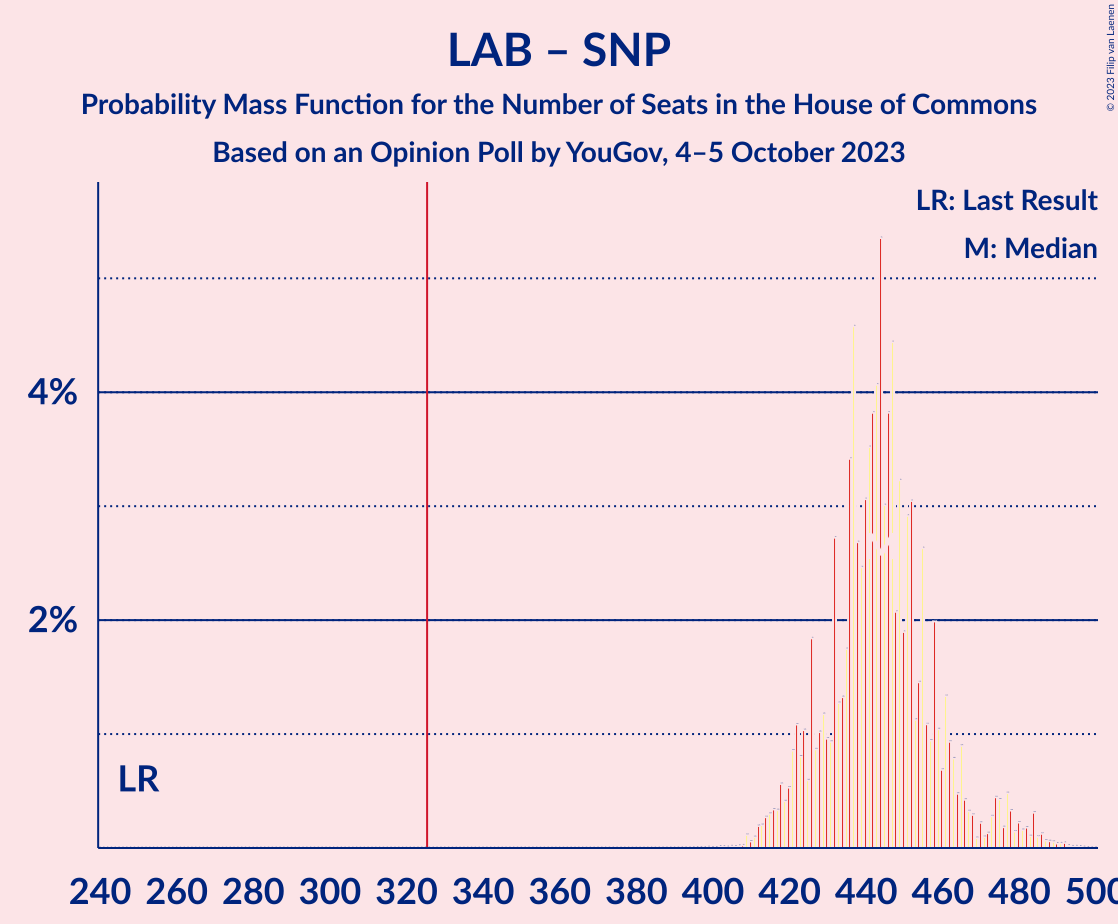 LAB – SNP
Probability Mass Function for the Number of Seats in the House of Commons
Based on an Opinion Poll by YouGov, 4–5 October 2023
© 2023 Filip van Laenen
LR: Last Result
M: Median
4%
2%
LR
240 260 280 300 320 340 360 380 400 420 440 460 480 500